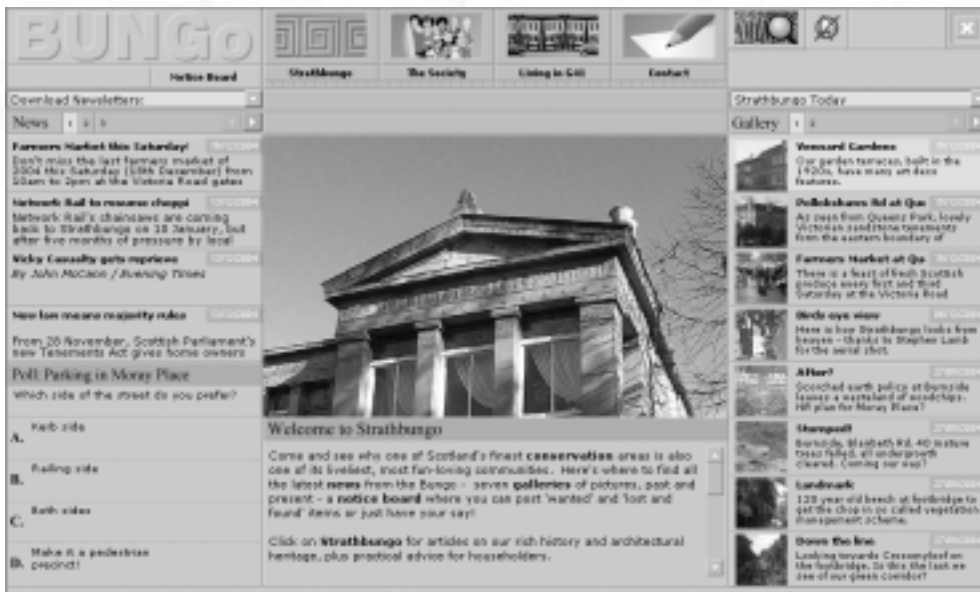 BUNGo
Notice Board
Strathbungo
The Society
Living in G41
Contact
Download Newsletters:
News 1 2 3
Farmers Market this Saturday!
Don't miss the last farmers market of
2004 this Saturday (18th December) from
10am to 2pm at the Victoria Road gates
Network Rail to resume choppi
Network Rail's chainsaws are coming
back to Strathbungo on 10 January, but
after five months of pressure by local
Nicky Casualty gets reprieve
By John McCann / Evening Times
New law means majority rules
From 28 November, Scottish Parliament's
new Tenements Act gives home owners
Poll: Parking in Moray Place
Which side of the street do you prefer?
A. Kerb side
B. Railing side
C. Both sides
D. Make it a pedestrian
precinct!
Welcome to Strathbungo
Come and see why one of Scotland's finest conservation areas is also
one of its liveliest, most fun-loving communities. Here's where to find all
the latest news from the Bungo - seven galleries of pictures, past and
present - a notice board where you can post 'wanted' and 'lost and
found' items or just have your say!
Click on Strathbungo for articles on our rich history and architectural
heritage, plus practical advice for householders.
Strathbungo Today
Gallery 1 2
Vennard Gardens
Our garden terraces, built in the
1920s, have many art deco
features.
Pollokshaws Rd at Que
As seen from Queens Park, lovely
Victorian sandstone tenements
form the eastern boundary of
Farmers Market at Qu
There is a feast of fresh Scottish
produce every first and third
Saturday at the Victoria Road
Birds eye view
Here is how Strathbungo looks from
heaven - thanks to Stephen Lamb
for the aerial shot.
After?
Scorched earth policy at Burnside
leaves a wasteland of woodchips.
NR plan for Moray Place?
Stumped!
Burnside, Blairbeth Rd. 40 mature
trees felled, all undergrowth
cleared. Coming our way?
Landmark
120 year old beech at footbridge to
get the chop in so called vegetation
management scheme.
Down the line
Looking towards Crossmyloof on
the footbridge. Is this the last we
see of our green corridor?